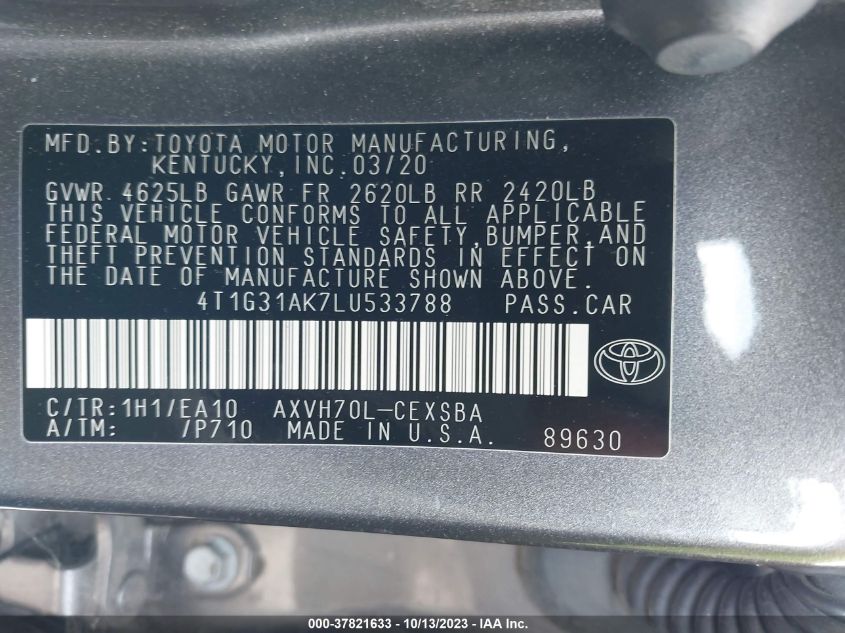 MFD.BY:TOYOTA MOTOR MANUFACTURING,
KENTUCKY,INC.03/20
GVWR 4625LB GAWR FR 2620LB RR 2420LB
THIS VEHICLE CONFORMS TO ALL APPLICABLE
FEDERAL MOTOR VEHICLE SAFETY,BUMPER,AND
THEFT PREVENTION STANDARDS IN EFFECT ON
THE DATE OF MANUFACTURE SHOWN ABOVE.
4T1G31AK7LU533788 PASS.CAR
C/TR:1H1/EA10 AXVH70L-CEXSBA
A/TM: /P710 MADE IN U.S.A. 89630
000-37821633 - 10/13/2023 - IAA Inc.